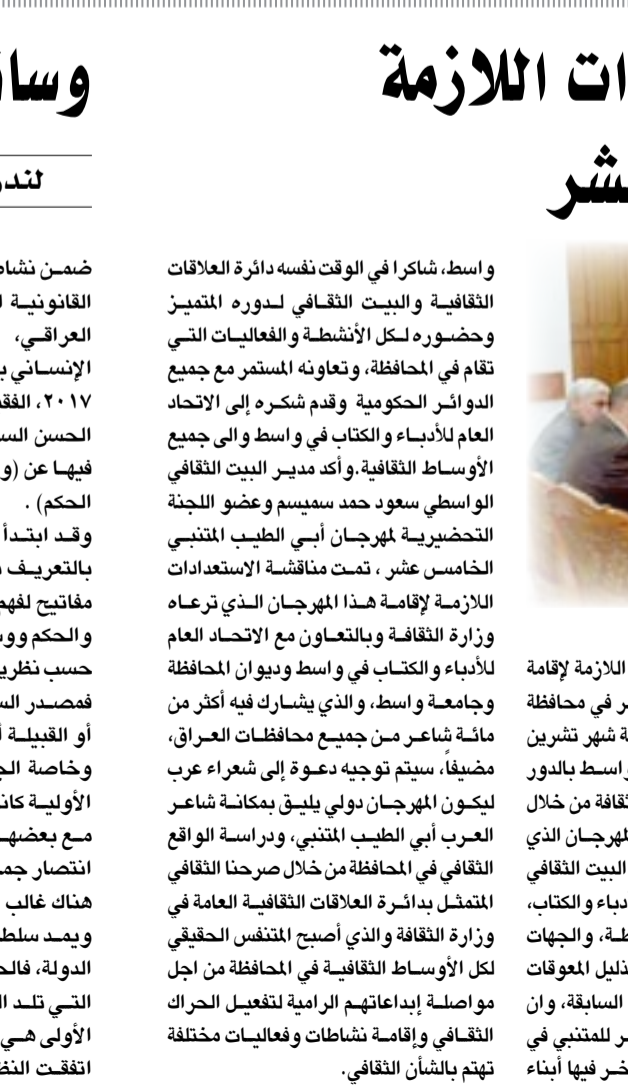 ات اللازمة
شر
اللازمة لإقامة
ر في محافظة
ة شهر تشرين
واسط بالدور
ثقافة من خلال
لمهرجان الذي
البيت الثقافي
دباء والكتاب،
طة، والجهات
ذليل المعوقات
السابقة، وان
ر للمتنبي في
خر فيها أبناء
واسط، شاكرا في الوقت نفسه دائرة العلاقات
الثقافية والبيت الثقافي لدوره المتميز
وحضوره لكل الأنشطة والفعاليات التي
تقام في المحافظة، وتعاونه المستمر مع جميع
الدوائر الحكومية وقدم شكره إلى الاتحاد
العام للأدباء والكتاب في واسط والى جميع
الأوساط الثقافية.وأكد مدير البيت الثقافي
الواسطي سعود حمد سميسم وعضو اللجنة
التحضيرية لمهرجان أبي الطيب المتنبي
الخامس عشر ، تمت مناقشة الاستعدادات
اللازمة لإقامة هذا المهرجان الذي ترعاه
وزارة الثقافة وبالتعاون مع الاتحاد العام
للأدباء والكتاب في واسط وديوان المحافظة
وجامعة واسط، والذي يشارك فيه أكثر من
مائة شاعر من جميع محافظات العراق،
مضيفاً، سيتم توجيه دعوة إلى شعراء عرب
ليكون المهرجان دولي يليق بمكانة شاعر
العرب أبي الطيب المتنبي، ودراسة الواقع
الثقافي في المحافظة من خلال صرحنا الثقافي
المتمثل بدائرة العلاقات الثقافية العامة في
وزارة الثقافة والذي أصبح المتنفس الحقيقي
لكل الأوساط الثقافية في المحافظة من اجل
مواصلة إبداعاتهم الرامية لتفعيل الحراك
الثقافي وإقامة نشاطات وفعاليات مختلفة
تهتم بالشأن الثقافي.
وسا
لند
ضمن نشا
القانونية
العراقي،
الإنساني ب
٢٠١٧، الفق
الحسن الس
فيها عن (و
الحكم) .
وقد ابتدأ
بالتعريف
مفاتيح لفهم
والحكم وو
حسب نظري
فمصدر الس
أو القبيلة أ
وخاصة الج
الأولية كان
مع بعضه
انتصار جم
هناك غالب
ويمد سلط
الدولة، فالح
التي تلد ال
الأولى هي
اتفقت النظ